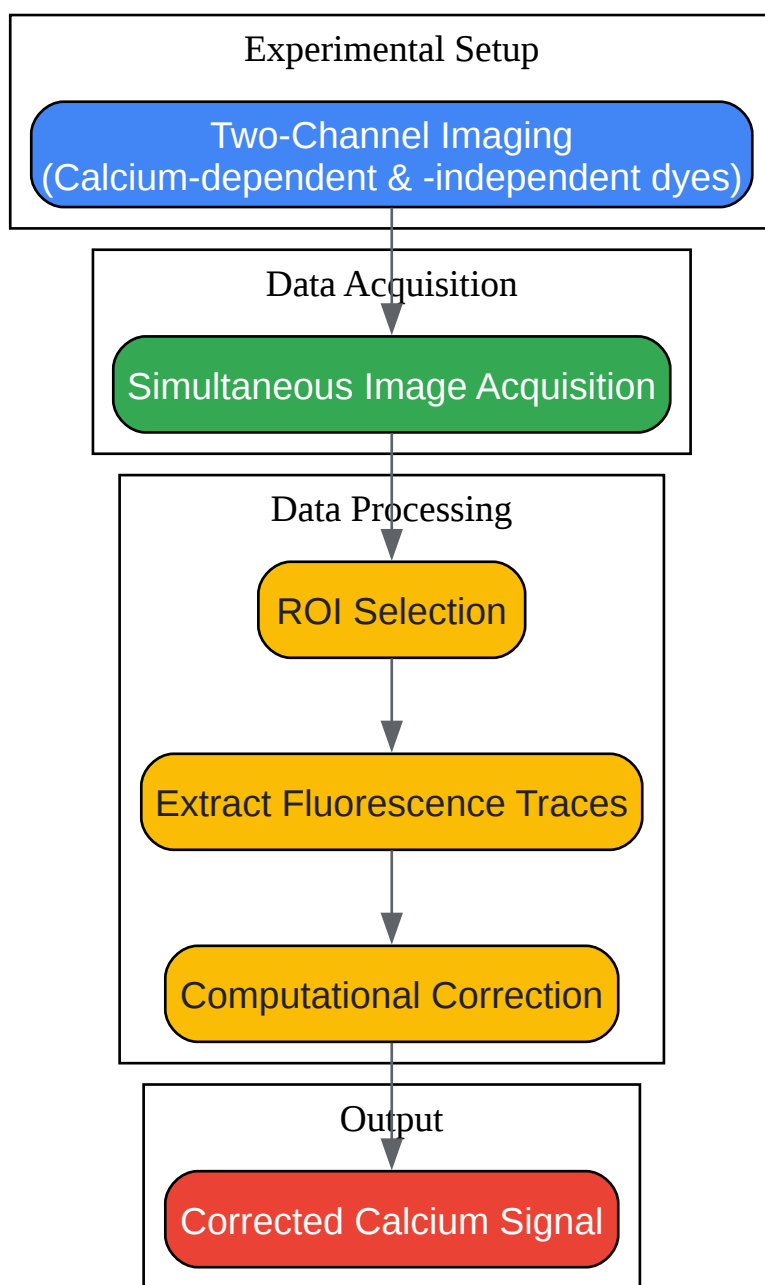 Experimental Setup
Two-Channel Imaging
(Calcium-dependent & -independent dyes)
Data Acquisition
Simultaneous Image Acquisition
Data Processing
ROI Selection
Extract Fluorescence Traces
Computational Correction
Output
Corrected Calcium Signal